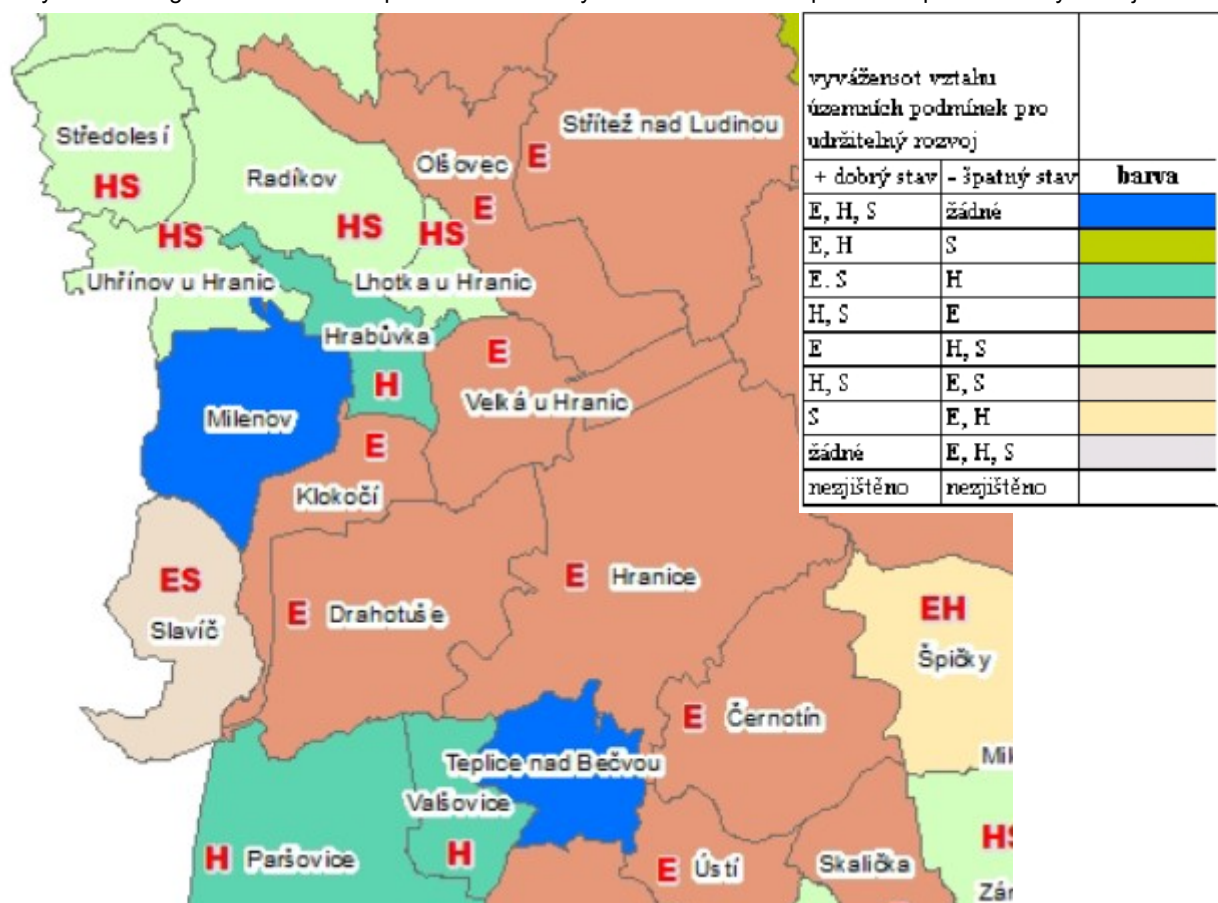 vyvážensot vztahu
územních podmínek pro
udržitelný rozvoj
+ dobrý stav - špatný stav barva
E, H, S žádné
E, H S
E. S H
H, S E
E H, S
H, S E, S
S E, H
žádné E, H, S
nezjištěno nezjištěno
Střítež nad Ludinou
E
Středolesí
HS
Olšovec
E
Radíkov
HS
HS
HS
Uhřínov u Hranic
Lhotka u Hranic
Hrabůvka
H
E
Velká u Hranic
Milenov
E
Klokočí
ES
Slavíč
E Drahotuše
E Hranice
EH
Špičky
E Černotín
Teplice nad Bečvou
Valšovice
H
H Paršovice
E Ústí
Skalička